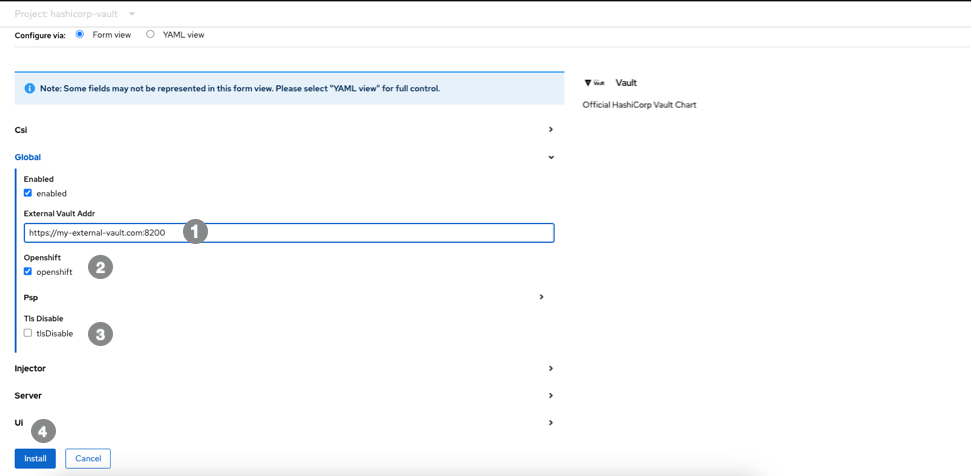 Project: hashicorp-vault
Configure via: Form view YAML view
Note: Some fields may not be represented in this form view. Please select "YAML view" for full control.
Vault Vault
Official HashiCorp Vault Chart
Csi
Global
Enabled
enabled
External Vault Addr
https://my-external-vault.com:8200 1
Openshift
openshift 2
Psp
Tls Disable
tlsDisable 3
Injector
Server
Ui
4
Install Cancel